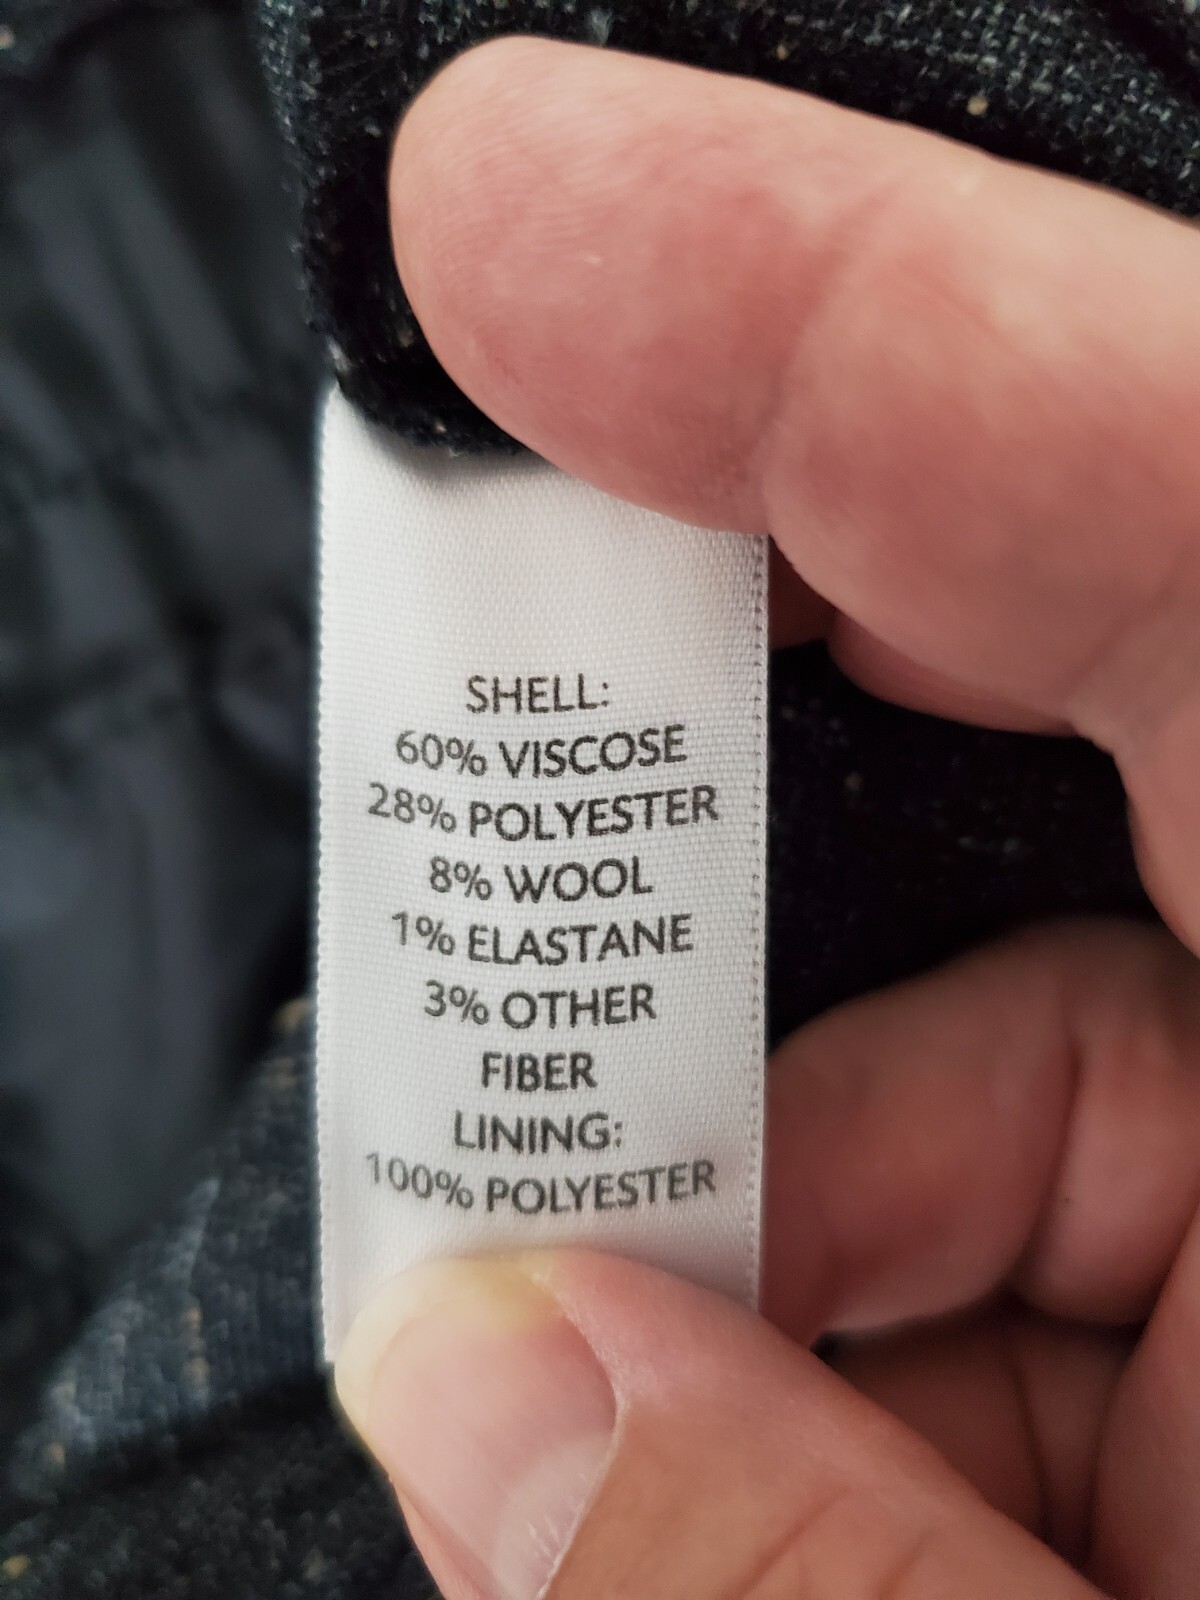 SHELL:
60% VISCOSE
28% POLYESTER
8% WOOL
1% ELASTANE
3% OTHER
FIBER
LINING:
100% POLYESTER